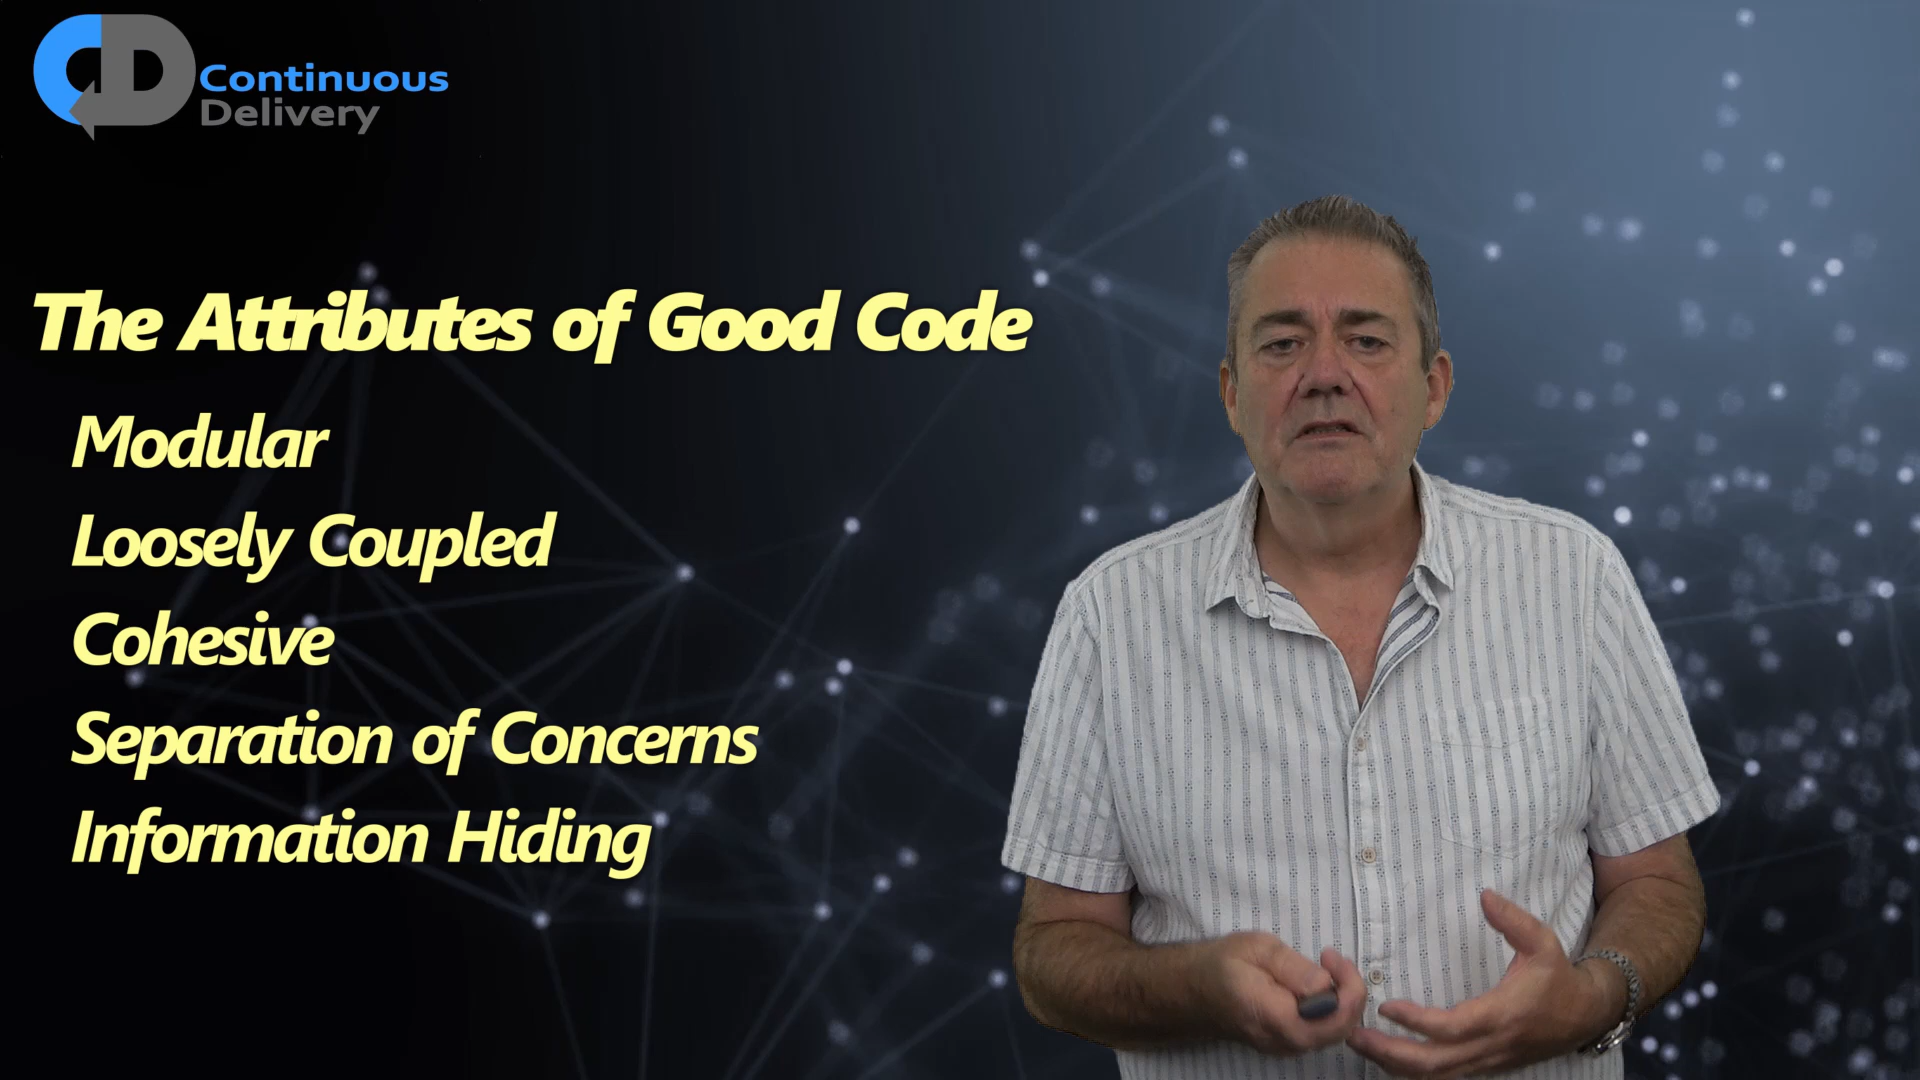 Continuous
Delivery
The Attributes of Good Code
Modular
Loosely Coupled
Cohesive
Separation of Concerns
Information Hiding